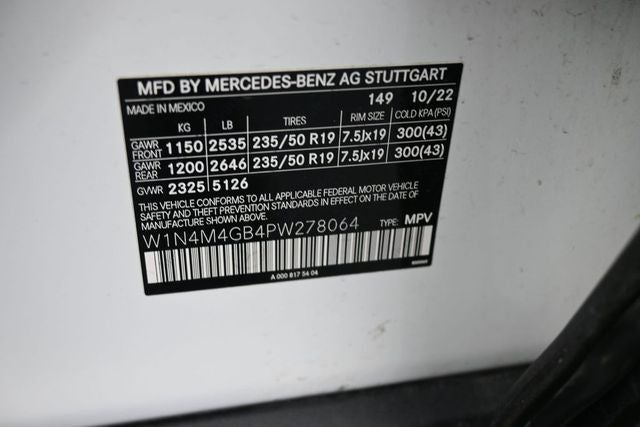 MFD BY MERCEDES-BENZ AG STUTTGART
MADE IN MEXICO 149 10/22
KG LB TIRES RIM SIZE COLD KPA(PSI)
GAWR FRONT 1150 2535 235/50 R19 7.5Jx19 300(43)
GAWR REAR 1200 2646 235/50 R19 7.5Jx19 300(43)
GVWR 2325 5126
THIS VEHICLE CONFORMS TO ALL APPLICABLE FEDERAL MOTOR VEHICLE
SAFETY AND THEFT PREVENTION STANDARDS IN EFFECT ON THE DATE OF
MANUFACTURE SHOWN ABOVE.
W1N4M4GB4PW278064 TYPE: MPV
A 000 817 54 04